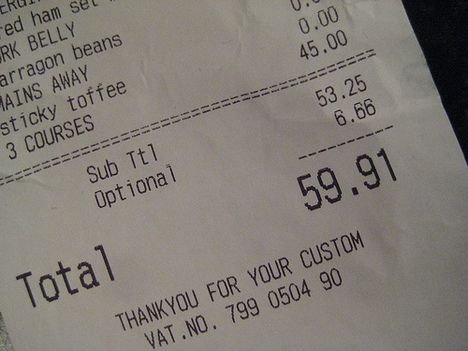 red ham set
RK BELLY
arragon beans
MAINS AWAY
sticky toffee 0.00
3 COURSES 45.00
Sub Ttl 53.25
Optional 6.66
Total 59.91
THANKYOU FOR YOUR CUSTOM
VAT.NO. 799 0504 90